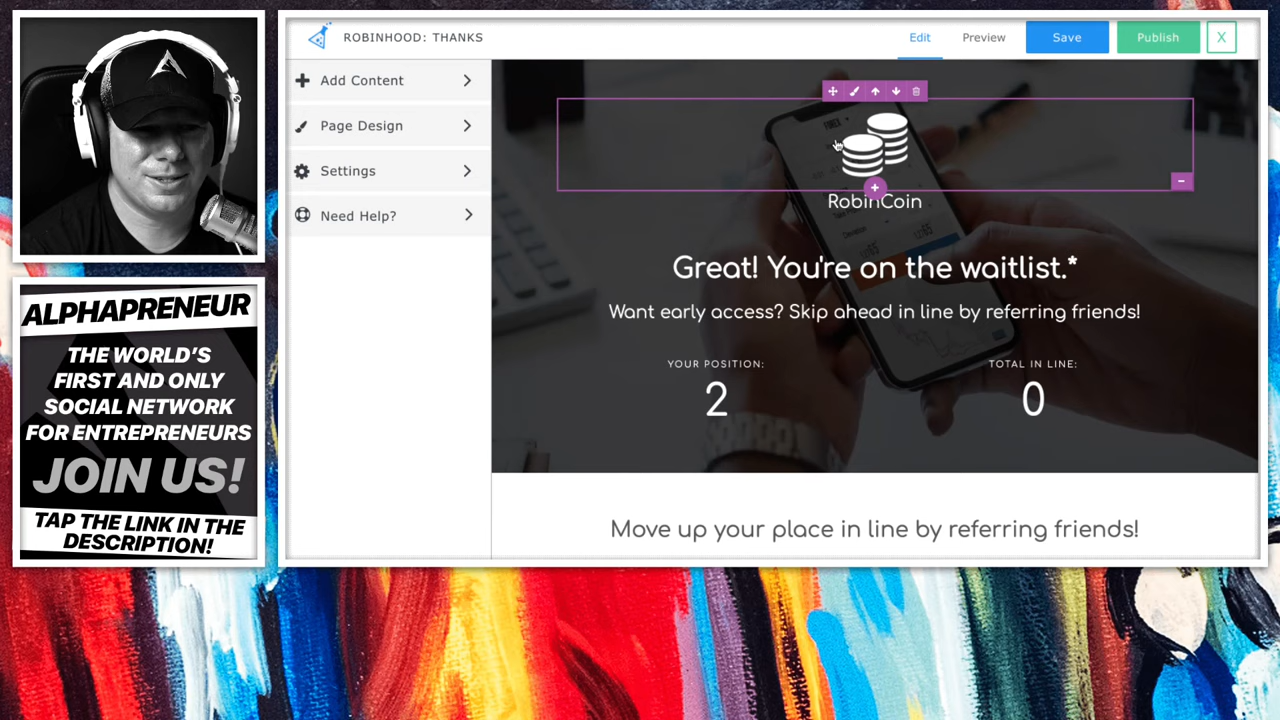 ALPHAPRENEUR
THE WORLD'S
FIRST AND ONLY
SOCIAL NETWORK
FOR ENTREPRENEURS
JOIN US!
TAP THE LINK IN THE
DESCRIPTION!
ROBINHOOD: THANKS
Edit
Preview
Save
Publish
X
Add Content
Page Design
Settings
Need Help?
RobinCoin
Great! You're on the waitlist.*
Want early access? Skip ahead in line by referring friends!
YOUR POSITION:
2
TOTAL IN LINE:
0
Move up your place in line by referring friends!